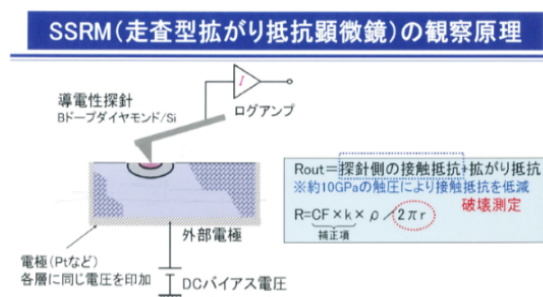 SSRM(走査型拡がり抵抗顕微鏡)の観察原理
導電性探針
Bドープダイヤモンド/Si
ログアンプ
Rout=探針側の接触抵抗+拡がり抵抗
※約10GPaの触圧により接触抵抗を低減
破壊測定
R=CF×k×ρ/2πr
補正項
外部電極
電極(Ptなど)
各層に同じ電圧を印加
DCバイアス電圧